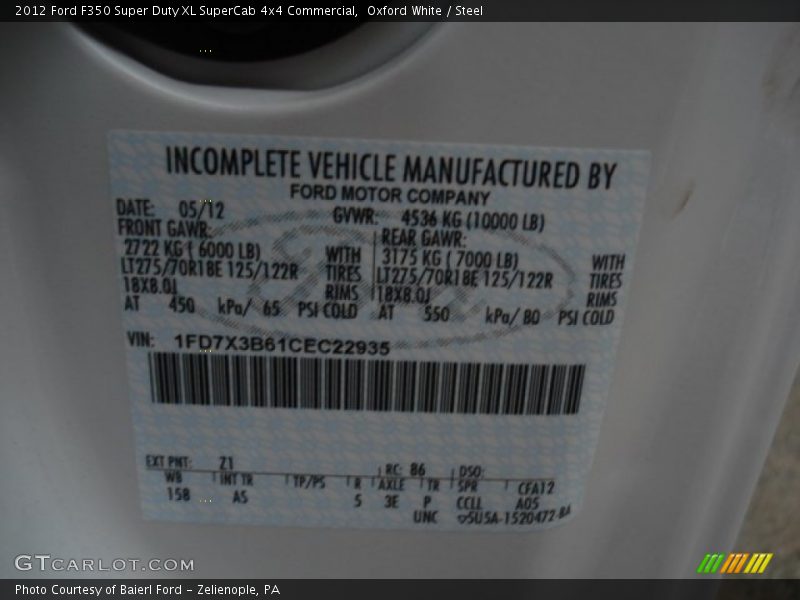 2012 Ford F350 Super Duty XL SuperCab 4x4 Commercial, Oxford White / Steel
INCOMPLETE VEHICLE MANUFACTURED BY
FORD MOTOR COMPANY
DATE: 05/12 GVWR: 4536 KG (10000 LB)
FRONT GAWR: REAR GAWR:
2722 KG ( 6000 LB) WITH 3175 KG ( 7000 LB) WITH
LT275/70R18E 125/122R TIRES LT275/70R18E 125/122R TIRES
18X8.0J RIMS 18X8.0J RIMS
AT 450 kPa/ 65 PSI COLD AT 550 kPa/ 80 PSI COLD
VIN: 1FD7X3B61CEC22935
EXT PNT: Z1 RC: 86 DSO:
WB INT TR TP/PS R AXLE TR SPR CFA12
158 AS 5 3E P CCLL A05
UNC 5U5A-1520472-BA
GTCARLOT.COM
Photo Courtesy of Baierl Ford - Zelienople, PA